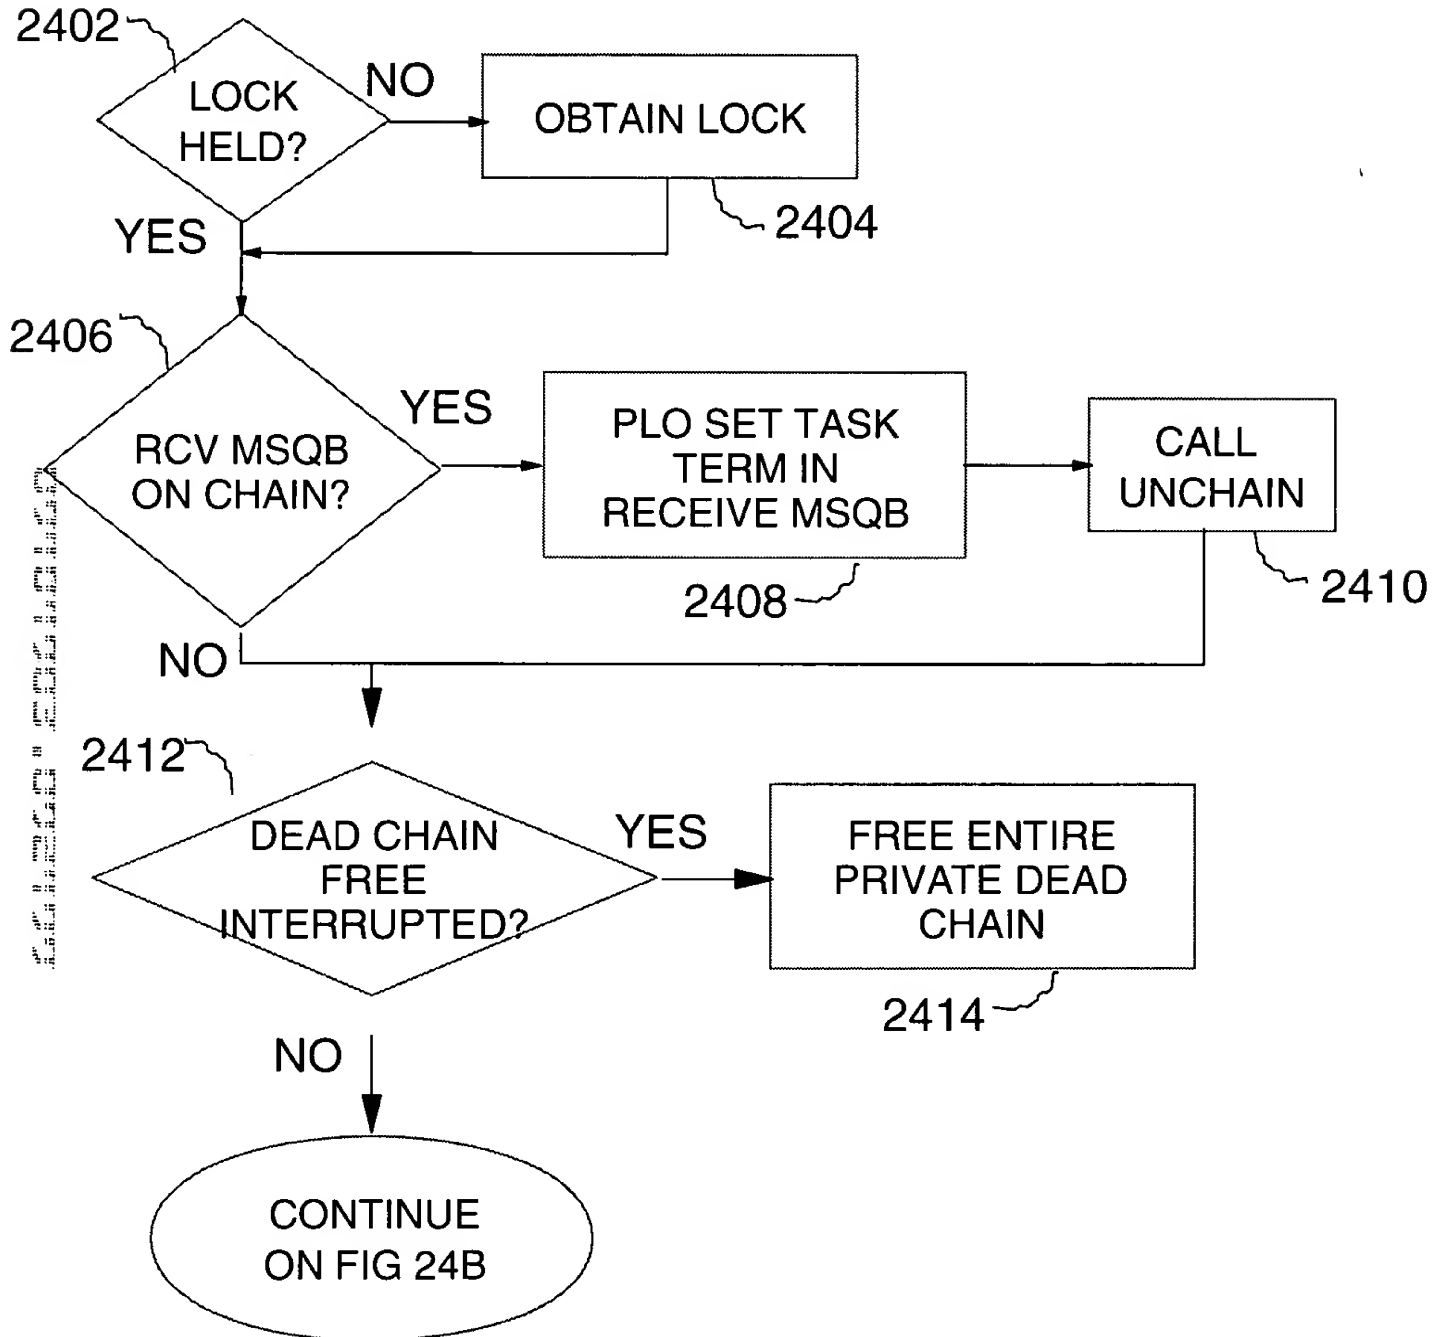 2402
LOCK
HELD?
NO
OBTAIN LOCK
2404
YES
2406
RCV MSQB
ON CHAIN?
YES
PLO SET TASK
TERM IN
RECEIVE MSQB
2408
CALL
UNCHAIN
2410
NO
2412
DEAD CHAIN
FREE
INTERRUPTED?
YES
FREE ENTIRE
PRIVATE DEAD
CHAIN
2414
NO
CONTINUE
ON FIG 24B